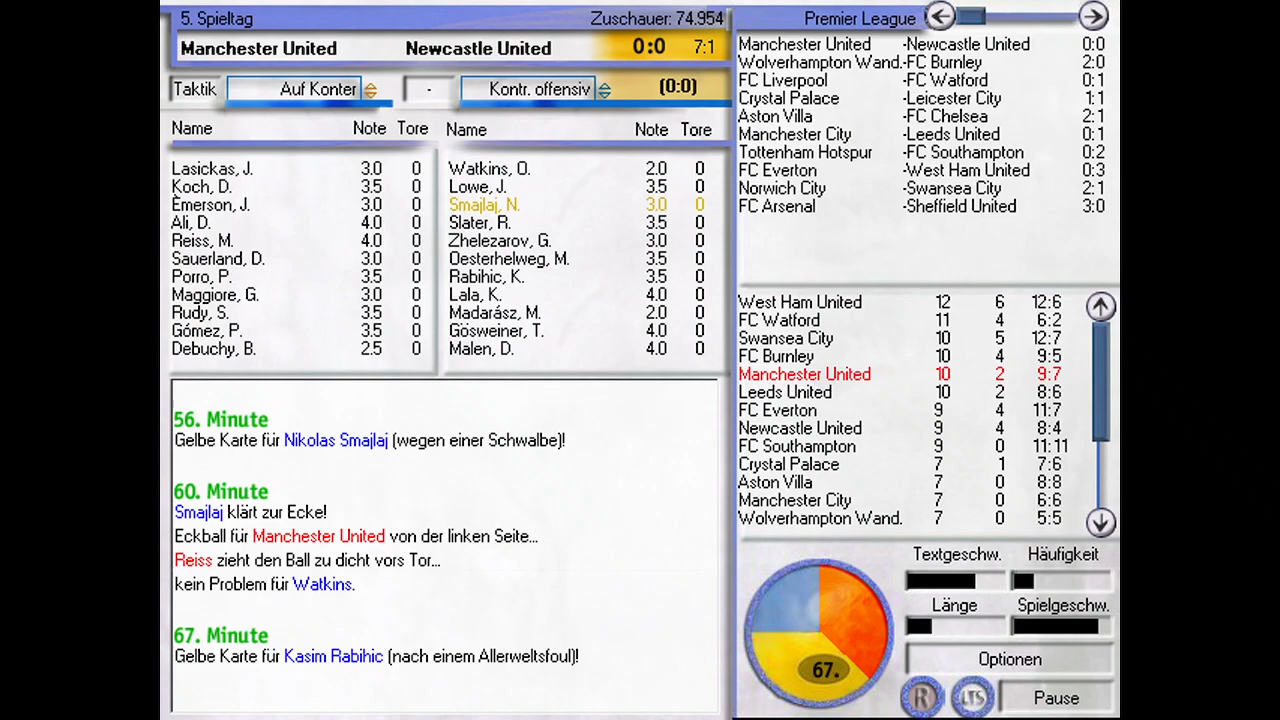 5. Spieltag Zuschauer: 74.954
Manchester United Newcastle United 0:0 7:1
Taktik Auf Konter - Kontr. offensiv (0:0)
Name Note Tore Name Note Tore
Lasickas, J. 3.0 0 Watkins, O. 2.0 0
Koch, D. 3.5 0 Lowe, J. 3.5 0
Èmerson, J. 3.0 0 Smajlaj, N. 3.0 0
Ali, D. 4.0 0 Slater, R. 3.5 0
Reiss, M. 4.0 0 Zhelezarov, G. 3.0 0
Sauerland, D. 3.0 0 Oesterhelweg, M. 3.5 0
Porro, P. 3.5 0 Rabihic, K. 3.5 0
Maggiore, G. 3.0 0 Lala, K. 4.0 0
Rudy, S. 3.5 0 Madarász, M. 2.0 0
Gómez, P. 3.5 0 Gösweiner, T. 4.0 0
Debuchy, B. 2.5 0 Malen, D. 4.0 0
56. Minute
Gelbe Karte für Nikolas Smajlaj (wegen einer Schwalbe)!
60. Minute
Smajlaj klärt zur Ecke!
Eckball für Manchester United von der linken Seite...
Reiss zieht den Ball zu dicht vors Tor...
kein Problem für Watkins.
67. Minute
Gelbe Karte für Kasim Rabihic (nach einem Allerweltsfoul)!
Premier League
Manchester United -Newcastle United 0:0
Wolverhampton Wand.-FC Burnley 2:0
FC Liverpool -FC Watford 0:1
Crystal Palace -Leicester City 1:1
Aston Villa -FC Chelsea 2:1
Manchester City -Leeds United 0:1
Tottenham Hotspur -FC Southampton 0:2
FC Everton -West Ham United 0:3
Norwich City -Swansea City 2:1
FC Arsenal -Sheffield United 3:0
West Ham United 12 6 12:6
FC Watford 11 4 6:2
Swansea City 10 5 12:7
FC Burnley 10 4 9:5
Manchester United 10 2 9:7
Leeds United 10 2 8:6
FC Everton 9 4 11:7
Newcastle United 9 4 8:4
FC Southampton 9 0 11:11
Crystal Palace 7 1 7:6
Aston Villa 7 0 8:8
Manchester City 7 0 6:6
Wolverhampton Wand. 7 0 5:5
Textgeschw. Häufigkeit
Länge Spielgeschw.
67.
Optionen
R LTS Pause